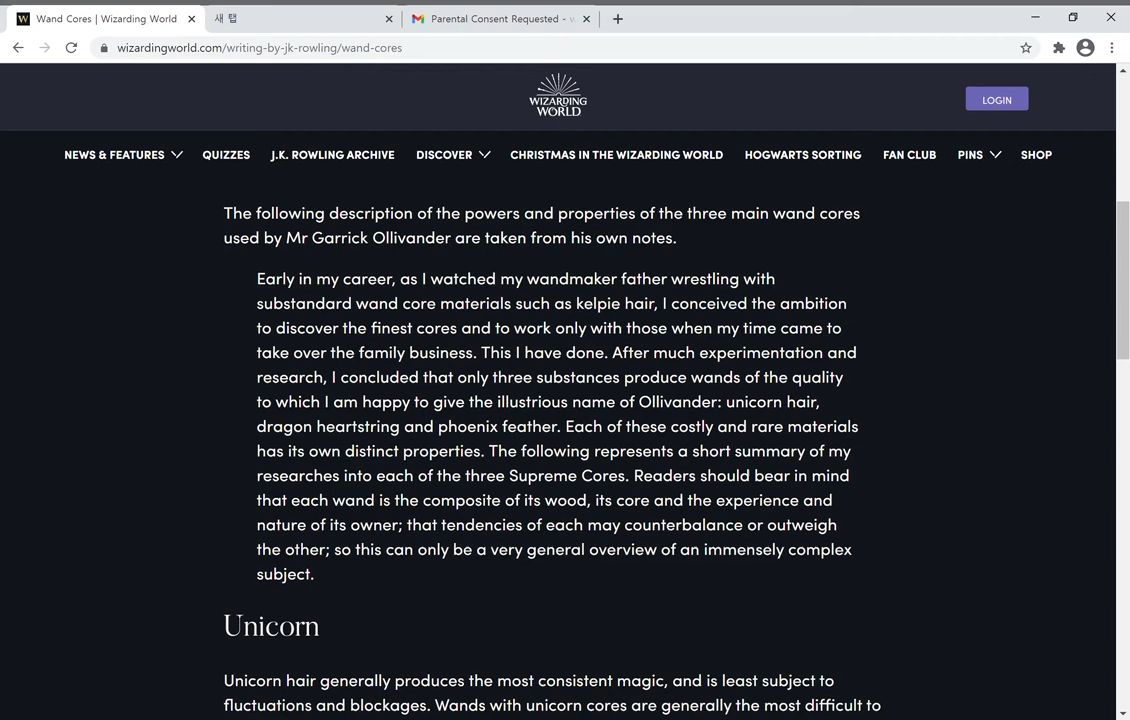 Wand Cores | Wizarding World
새 탭
Parental Consent Requested -
wizardingworld.com/writing-by-jk-rowling/wand-cores
WIZARDING
WORLD
LOGIN
NEWS & FEATURES QUIZZES J.K. ROWLING ARCHIVE DISCOVER CHRISTMAS IN THE WIZARDING WORLD HOGWARTS SORTING FAN CLUB PINS SHOP
The following description of the powers and properties of the three main wand cores
used by Mr Garrick Ollivander are taken from his own notes.
Early in my career, as I watched my wandmaker father wrestling with
substandard wand core materials such as kelpie hair, I conceived the ambition
to discover the finest cores and to work only with those when my time came to
take over the family business. This I have done. After much experimentation and
research, I concluded that only three substances produce wands of the quality
to which I am happy to give the illustrious name of Ollivander: unicorn hair,
dragon heartstring and phoenix feather. Each of these costly and rare materials
has its own distinct properties. The following represents a short summary of my
researches into each of the three Supreme Cores. Readers should bear in mind
that each wand is the composite of its wood, its core and the experience and
nature of its owner; that tendencies of each may counterbalance or outweigh
the other; so this can only be a very general overview of an immensely complex
subject.
Unicorn
Unicorn hair generally produces the most consistent magic, and is least subject to
fluctuations and blockages. Wands with unicorn cores are generally the most difficult to